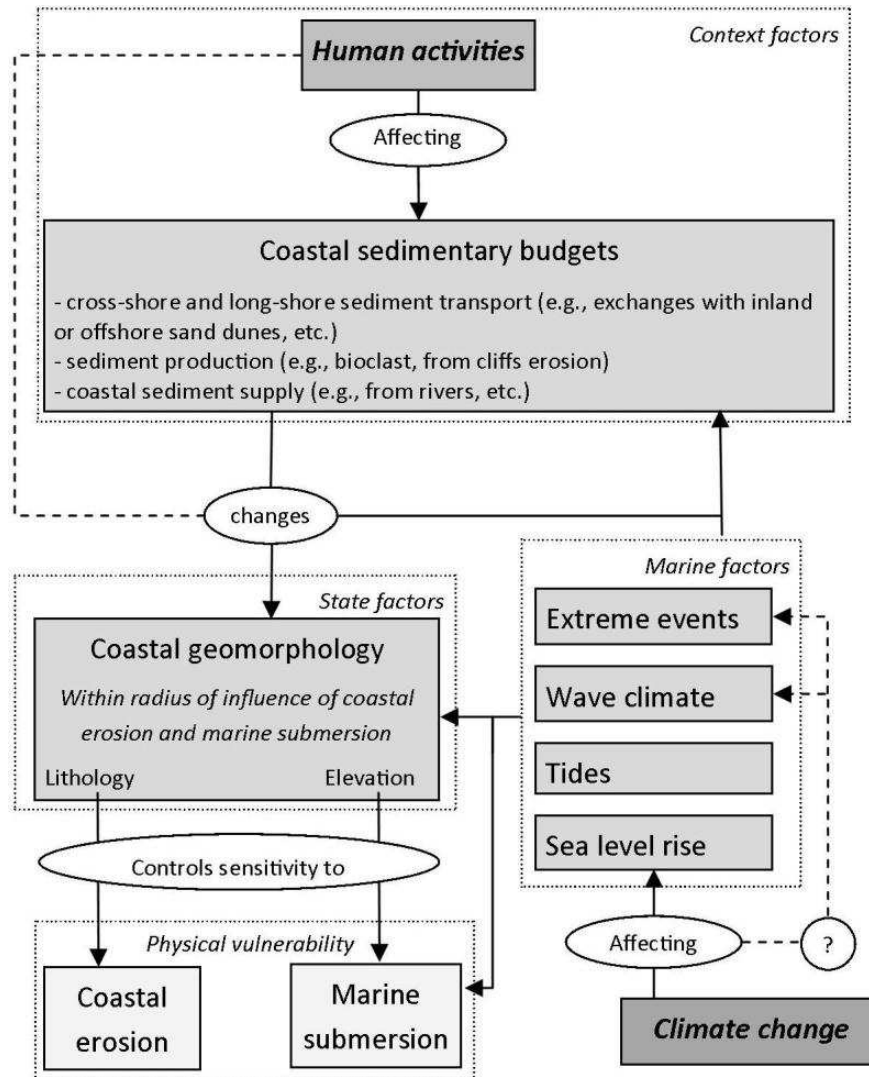 Context factors
Human activities
Affecting
Coastal sedimentary budgets
- cross-shore and long-shore sediment transport (e.g., exchanges with inland
or offshore sand dunes, etc.)
- sediment production (e.g., bioclast, from cliffs erosion)
- coastal sediment supply (e.g., from rivers, etc.)
changes
State factors
Coastal geomorphology
Within radius of influence of coastal
erosion and marine submersion
Lithology
Elevation
Controls sensitivity to
Physical vulnerability
Coastal
erosion
Marine
submersion
Marine factors
Extreme events
Wave climate
Tides
Sea level rise
Affecting
?
Climate change